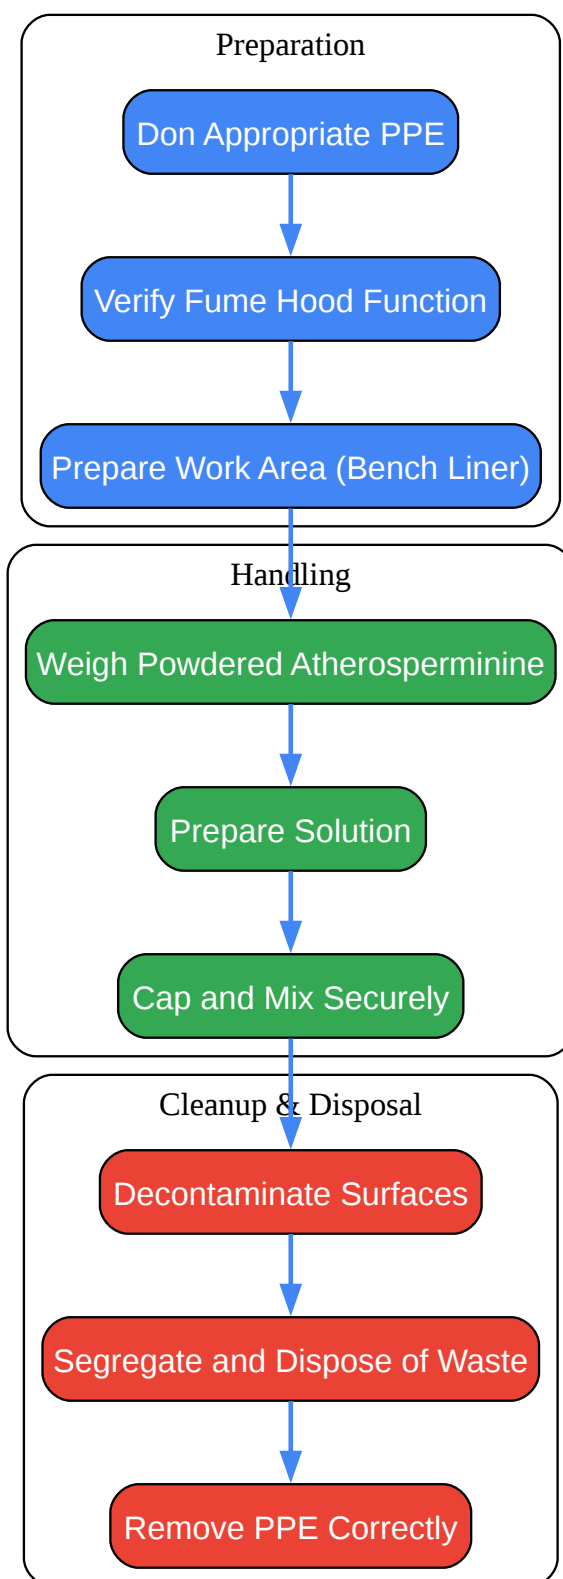 Preparation
Don Appropriate PPE
Verify Fume Hood Function
Prepare Work Area (Bench Liner)
Handling
Weigh Powdered Atherosperminine
Prepare Solution
Cap and Mix Securely
Cleanup & Disposal
Decontaminate Surfaces
Segregate and Dispose of Waste
Remove PPE Correctly